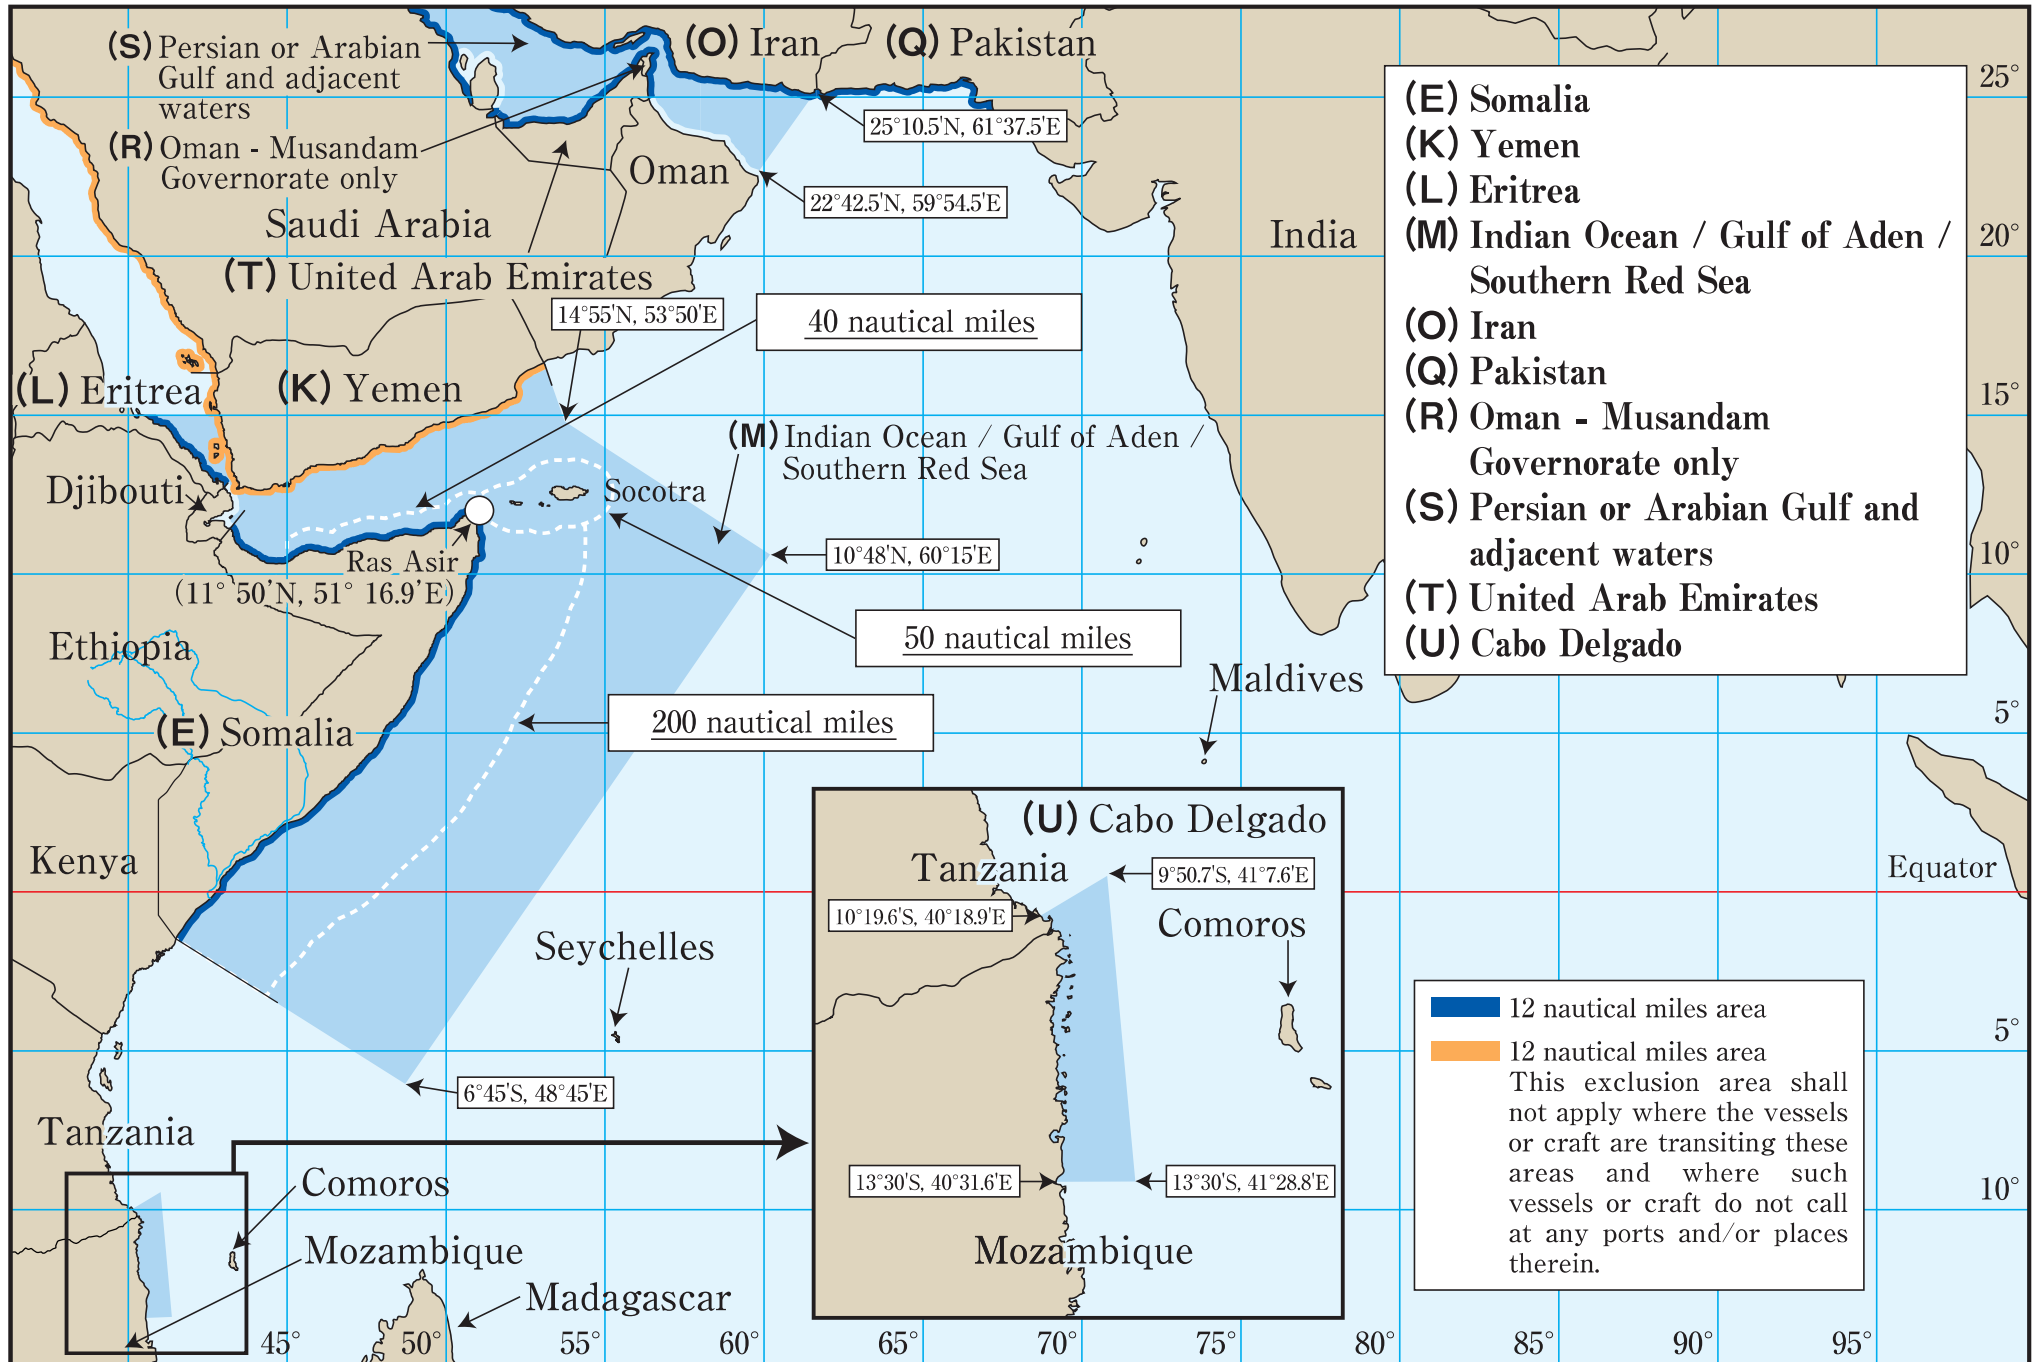 (S) Persian or Arabian
Gulf and adjacent
waters
(R) Oman - Musandam
Governorate only
(O) Iran
(Q) Pakistan
25°10.5'N, 61°37.5'E
22°42.5'N, 59°54.5'E
Oman
Saudi Arabia
(T) United Arab Emirates
India
14°55'N, 53°50'E
40 nautical miles
(L) Eritrea
(K) Yemen
(M) Indian Ocean / Gulf of Aden /
Southern Red Sea
Djibouti
Socotra
Ras Asir
(11° 50'N, 51° 16.9'E)
10°48'N, 60°15'E
50 nautical miles
Ethiopia
Maldives
(E) Somalia
200 nautical miles
Kenya
Equator
Seychelles
6°45'S, 48°45'E
Tanzania
Comoros
Mozambique
Madagascar
(U) Cabo Delgado
Tanzania
9°50.7'S, 41°7.6'E
10°19.6'S, 40°18.9'E
Comoros
13°30'S, 40°31.6'E
13°30'S, 41°28.8'E
Mozambique
(E) Somalia
(K) Yemen
(L) Eritrea
(M) Indian Ocean / Gulf of Aden /
Southern Red Sea
(O) Iran
(Q) Pakistan
(R) Oman - Musandam
Governorate only
(S) Persian or Arabian Gulf and
adjacent waters
(T) United Arab Emirates
(U) Cabo Delgado
12 nautical miles area
12 nautical miles area
This exclusion area shall
not apply where the vessels
or craft are transiting these
areas and where such
vessels or craft do not call
at any ports and/or places
therein.
25°
20°
15°
10°
5°
5°
10°
45° 50° 55° 60° 65° 70° 75° 80° 85° 90° 95°